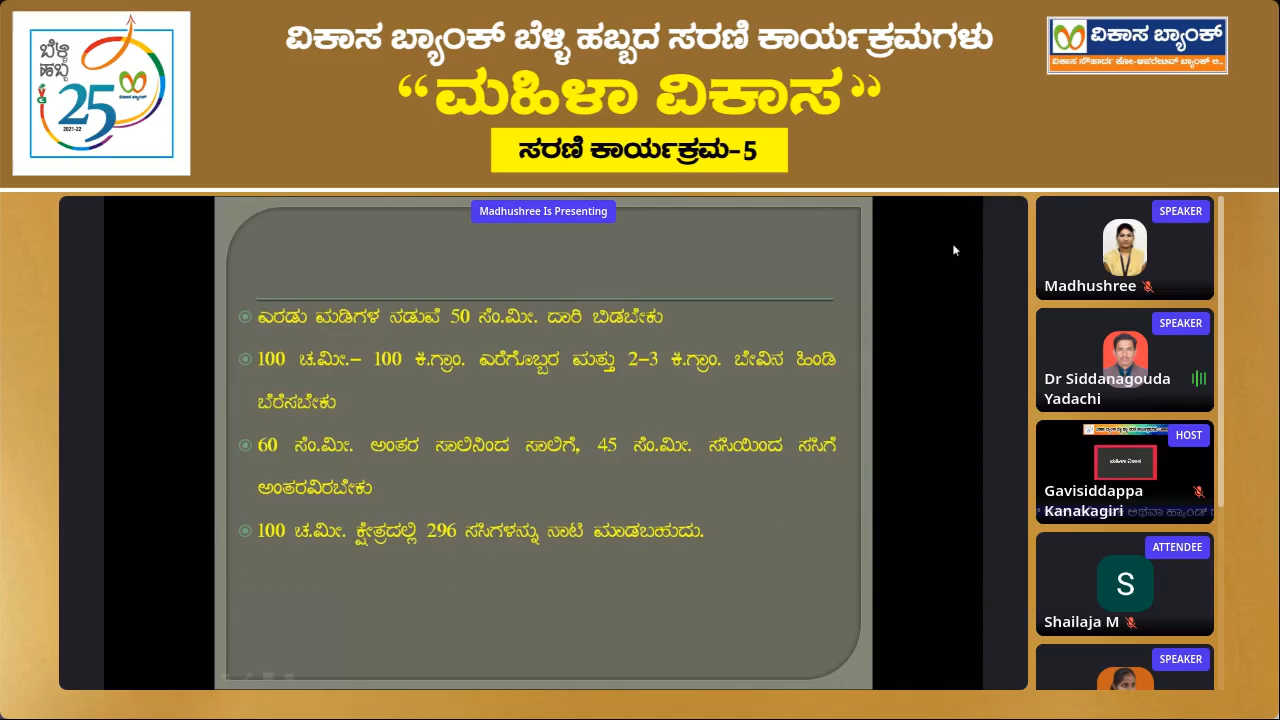 ವಿಕಾಸ ಬ್ಯಾಂಕ್ ಬೆಳ್ಳಿ ಹಬ್ಬದ ಸರಣಿ ಕಾರ್ಯಕ್ರಮಗಳು
“ಮಹಿಳಾ ವಿಕಾಸ”
ಸರಣಿ ಕಾರ್ಯಕ್ರಮ-5
ಬೆಳ್ಳಿ
ಹಬ್ಬ
25
2021-22
ವಿಕಾಸ ಬ್ಯಾಂಕ್
ವಿಕಾಸ ಸೌಹಾರ್ದ ಕೋ-ಆಪರೇಟಿವ್ ಬ್ಯಾಂಕ್ ಲಿ.
Madhushree Is Presenting
ಎರಡು ಮಡಿಗಳ ನಡುವೆ 50 ಸೆಂ.ಮೀ. ದಾರಿ ಬಿಡಬೇಕು
100 ಚ.ಮೀ.– 100 ಕಿ.ಗ್ರಾಂ. ಎರೆಗೊಬ್ಬರ ಮತ್ತು 2–3 ಕಿ.ಗ್ರಾಂ. ಬೇವಿನ ಹಿಂಡಿ
ಬೆರೆಸಬೇಕು
60 ಸೆಂ.ಮೀ. ಅಂತರ ಸಾಲಿನಿಂದ ಸಾಲಿಗೆ, 45 ಸೆಂ.ಮೀ. ಸಸಿಯಿಂದ ಸಸಿಗೆ
ಅಂತರವಿರಬೇಕು
100 ಚ.ಮೀ. ಕ್ಷೇತ್ರದಲ್ಲಿ 296 ಸಸಿಗಳನ್ನು ನಾಟಿ ಮಾಡಬಹುದು.
SPEAKER
Madhushree
SPEAKER
Dr Siddanagouda
Yadachi
HOST
ಮಹಿಳಾ ವಿಕಾಸ
Gavisiddappa
Kanakagiri
ATTENDEE
S
Shailaja M
SPEAKER